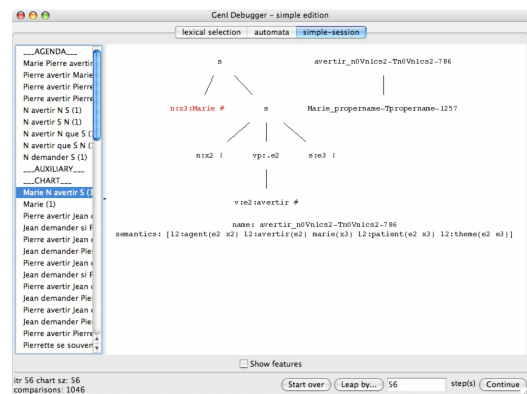 GenI Debugger - simple edition
lexical selection automata simple-session
___AGENDA___
Marie Pierre avertir
Pierre avertir Marie
Pierre avertir Pierre
Pierre avertir Pierre
N avertir N S (1)
N avertir S N (1)
N avertir N que S (
N avertir que S N (
N demander S (1)
___AUXILIARY___
___CHART___
Marie N avertir S (1
Marie (1)
Pierre avertir Jean
Jean demander si
Pierre avertir Jean
Jean demander Pie
Pierre avertir Jean
Jean demander si
Pierre avertir Jean
Jean demander Pie
Pierre avertir Jean
Jean demander Pie
Pierre avertir Pierre
Pierrette se souven
s
n:x3:Marie # s
n:x2 ! vp:.e2 s:e3 !
v:e2:avertir #
avertir_n0Vn1cs2-Tn0Vn1cs2-786
Marie_propername-Tpropername-1257
name: avertir_n0Vn1cs2-Tn0Vn1cs2-786
semantics: [l2:agent(e2 x2) l2:avertir(e2) marie(x3) l2:patient(e2 x3) l2:theme(e2 e3)]
Show features
itr 56 chart sz: 56
comparisons: 1046
Start over Leap by... 56 step(s) Continue